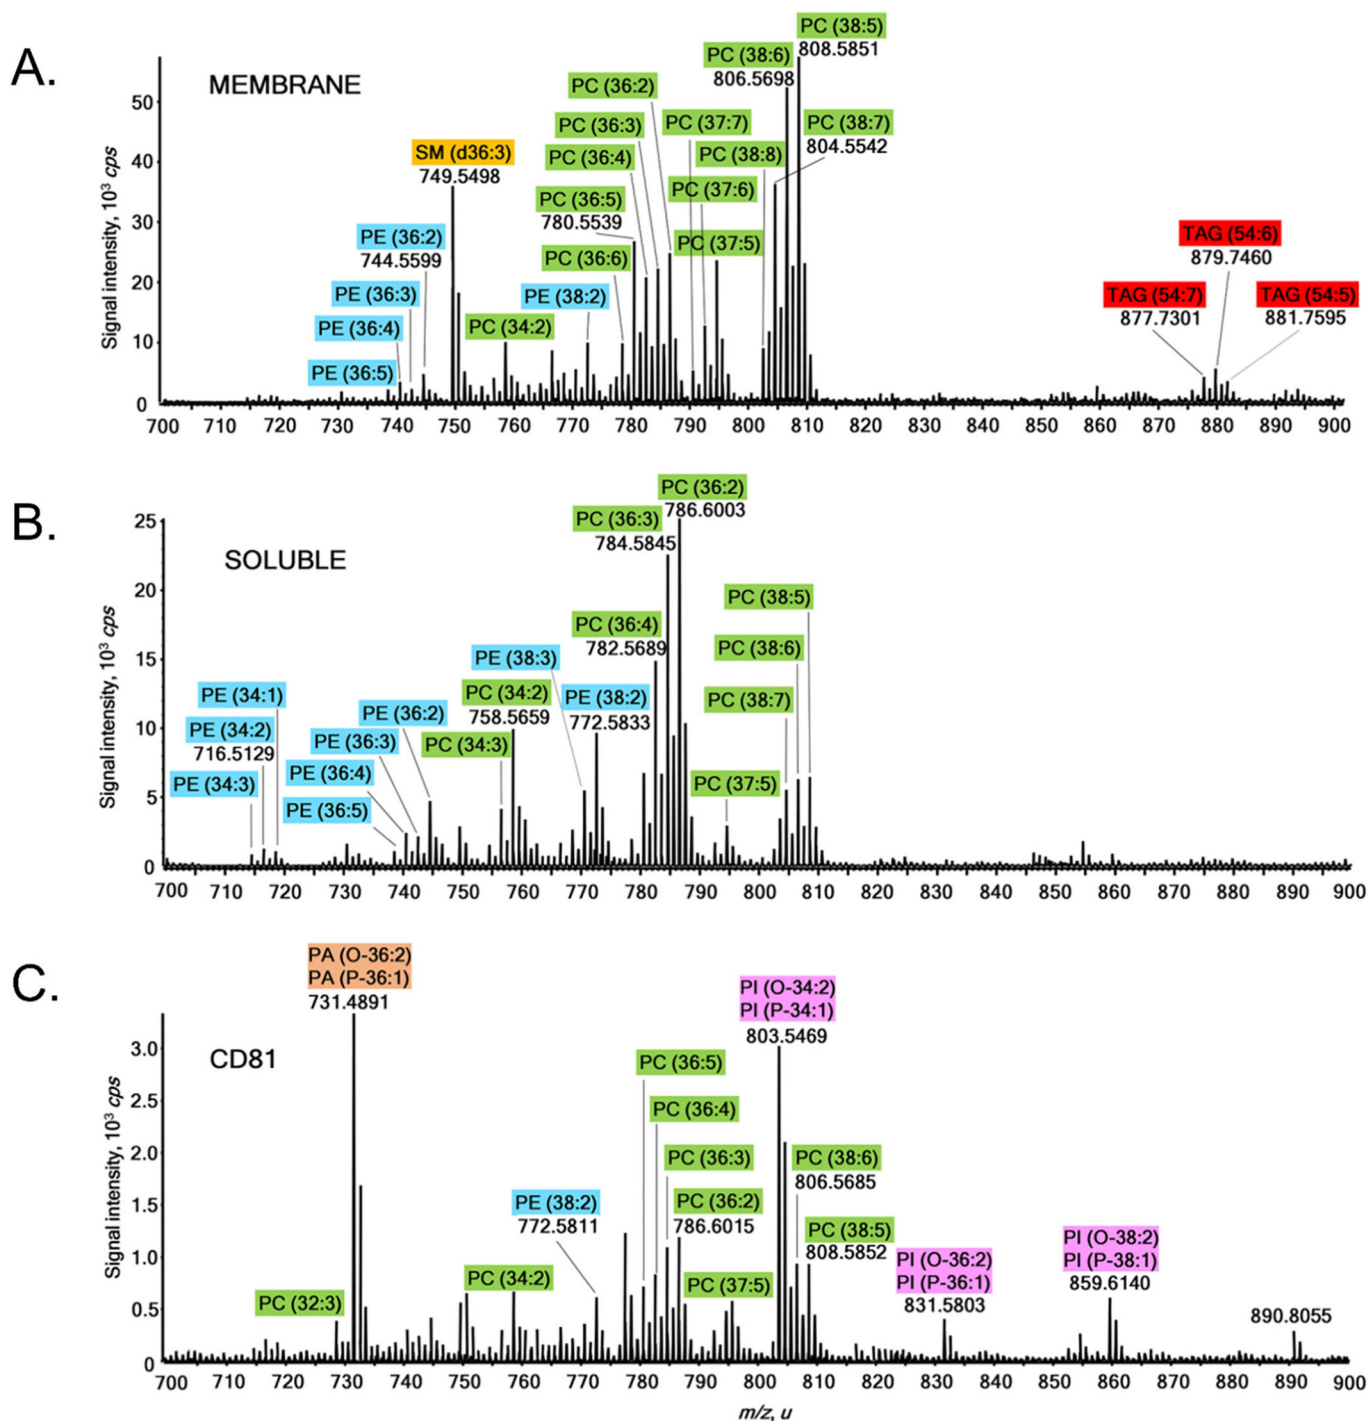 A.
MEMBRANE
Signal intensity, 10³ cps
50
40
30
20
10
0
PE (36:5)
PE (36:4)
PE (36:3)
PE (36:2)
744.5599
SM (d36:3)
749.5498
PC (34:2)
PE (38:2)
PC (36:6)
PC (36:5)
780.5539
PC (36:4)
PC (36:3)
PC (36:2)
PC (37:7)
PC (37:6)
PC (37:5)
PC (38:8)
PC (38:7)
804.5542
PC (38:6)
806.5698
PC (38:5)
808.5851
TAG (54:7)
877.7301
TAG (54:6)
879.7460
TAG (54:5)
881.7595
700 710 720 730 740 750 760 770 780 790 800 810 820 830 840 850 860 870 880 890 900
B.
SOLUBLE
Signal intensity, 10³ cps
25
20
15
10
5
0
PE (34:3)
PE (34:2)
716.5129
PE (34:1)
PE (36:5)
PE (36:4)
PE (36:3)
PE (36:2)
PC (34:3)
PC (34:2)
758.5659
PE (38:3)
PE (38:2)
772.5833
PC (36:4)
782.5689
PC (36:3)
784.5845
PC (36:2)
786.6003
PC (37:5)
PC (38:7)
PC (38:6)
PC (38:5)
700 710 720 730 740 750 760 770 780 790 800 810 820 830 840 850 860 870 880 890 900
C.
CD81
Signal intensity, 10³ cps
3.0
2.5
2.0
1.5
1.0
0.5
0
PC (32:3)
PA (O-36:2)
PA (P-36:1)
731.4891
PC (34:2)
PE (38:2)
772.5811
PC (36:5)
PC (36:4)
PC (36:3)
PC (36:2)
786.6015
PC (37:5)
PI (O-34:2)
PI (P-34:1)
803.5469
PC (38:6)
806.5685
PC (38:5)
808.5852
PI (O-36:2)
PI (P-36:1)
831.5803
PI (O-38:2)
PI (P-38:1)
859.6140
890.8055
700 710 720 730 740 750 760 770 780 790 800 810 820 830 840 850 860 870 880 890 900
m/z, u